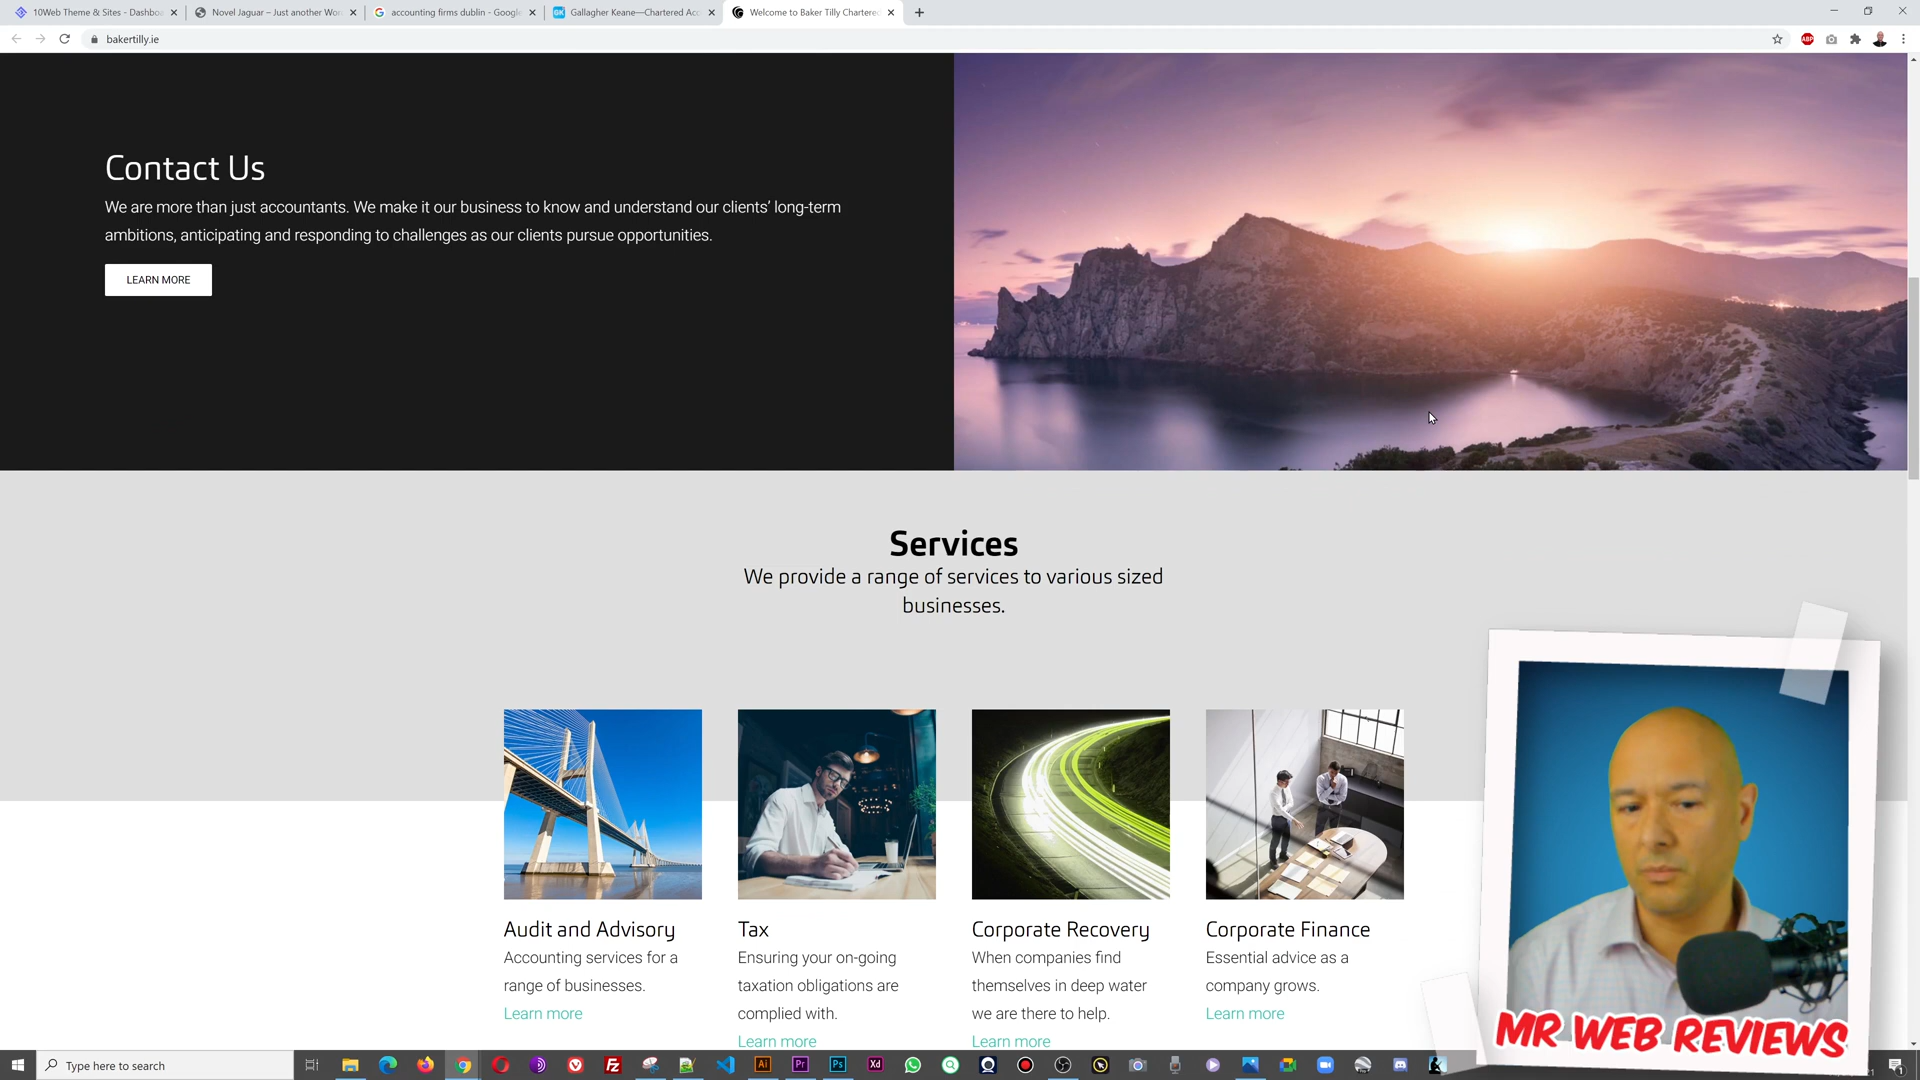 10Web Theme & Sites - Dashboa
Novel Jaguar – Just another Wor
accounting firms dublin - Google
Gallagher Keane—Chartered Acc
Welcome to Baker Tilly Chartered
bakertilly.ie
ABP
Contact Us
We are more than just accountants. We make it our business to know and understand our clients’ long-term
ambitions, anticipating and responding to challenges as our clients pursue opportunities.
LEARN MORE
Services
We provide a range of services to various sized
businesses.
Audit and Advisory
Accounting services for a
range of businesses.
Learn more
Tax
Ensuring your on-going
taxation obligations are
complied with.
Learn more
Corporate Recovery
When companies find
themselves in deep water
we are there to help.
Learn more
Corporate Finance
Essential advice as a
company grows.
Learn more
MR WEB REVIEWS
Type here to search
Ai
Pr
Ps
Xd